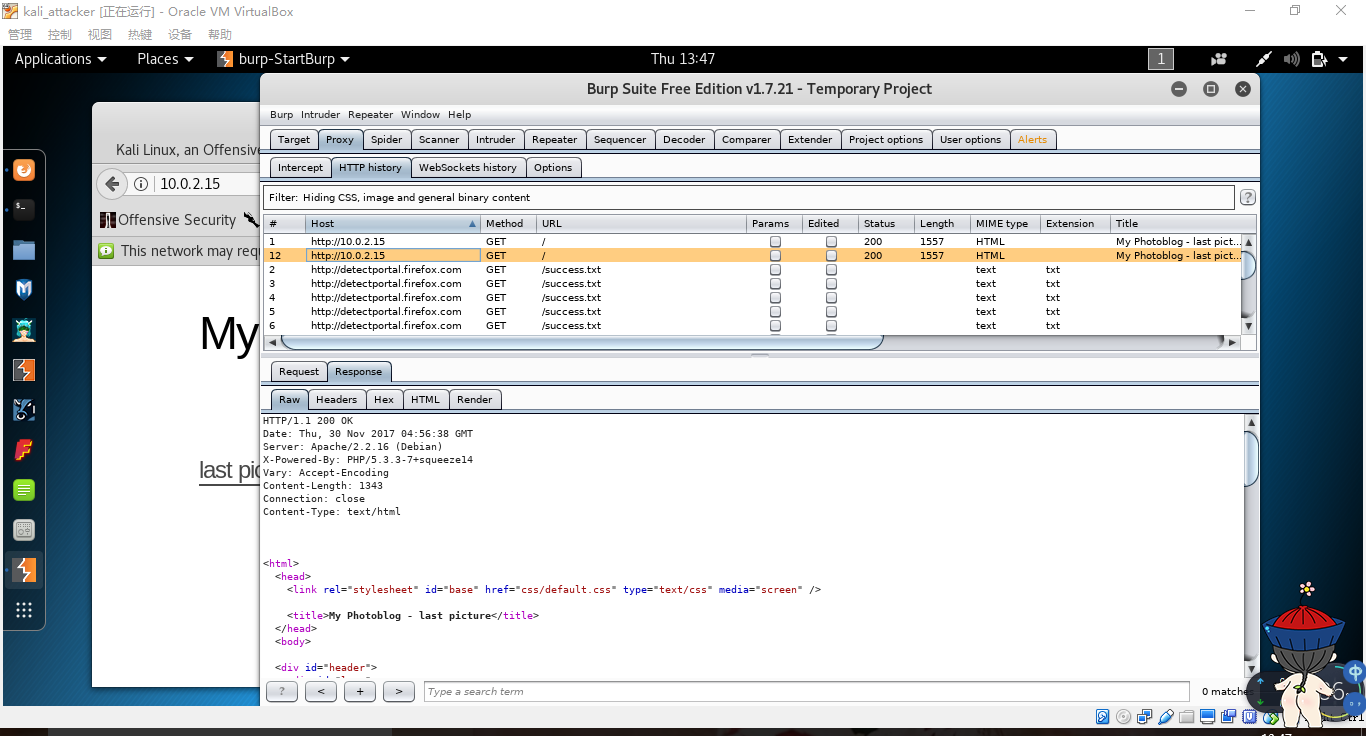 kali_attacker [正在运行] - Oracle VM VirtualBox
管理 控制 视图 热键 设备 帮助
Applications Places burp-StartBurp Thu 13:47 1
Burp Suite Free Edition v1.7.21 - Temporary Project
Burp Intruder Repeater Window Help
Target Proxy Spider Scanner Intruder Repeater Sequencer Decoder Comparer Extender Project options User options Alerts
Kali Linux, an Offensive
Intercept HTTP history WebSockets history Options
10.0.2.15
Filter: Hiding CSS, image and general binary content ?
Offensive Security
# Host Method URL Params Edited Status Length MIME type Extension Title
1 http://10.0.2.15 GET / 200 1557 HTML My Photoblog - last pict...
This network may requ
12 http://10.0.2.15 GET / 200 1557 HTML My Photoblog - last pict...
2 http://detectportal.firefox.com GET /success.txt text txt
3 http://detectportal.firefox.com GET /success.txt text txt
4 http://detectportal.firefox.com GET /success.txt text txt
5 http://detectportal.firefox.com GET /success.txt text txt
6 http://detectportal.firefox.com GET /success.txt text txt
My
Request Response
Raw Headers Hex HTML Render
HTTP/1.1 200 OK
Date: Thu, 30 Nov 2017 04:56:38 GMT
Server: Apache/2.2.16 (Debian)
X-Powered-By: PHP/5.3.3-7+squeeze14
last pic
Vary: Accept-Encoding
Content-Length: 1343
Connection: close
Content-Type: text/html
<html>
<head>
<link rel="stylesheet" id="base" href="css/default.css" type="text/css" media="screen" />
<title>My Photoblog - last picture</title>
</head>
<body>
<div id="header">
? < + > Type a search term 0 matches